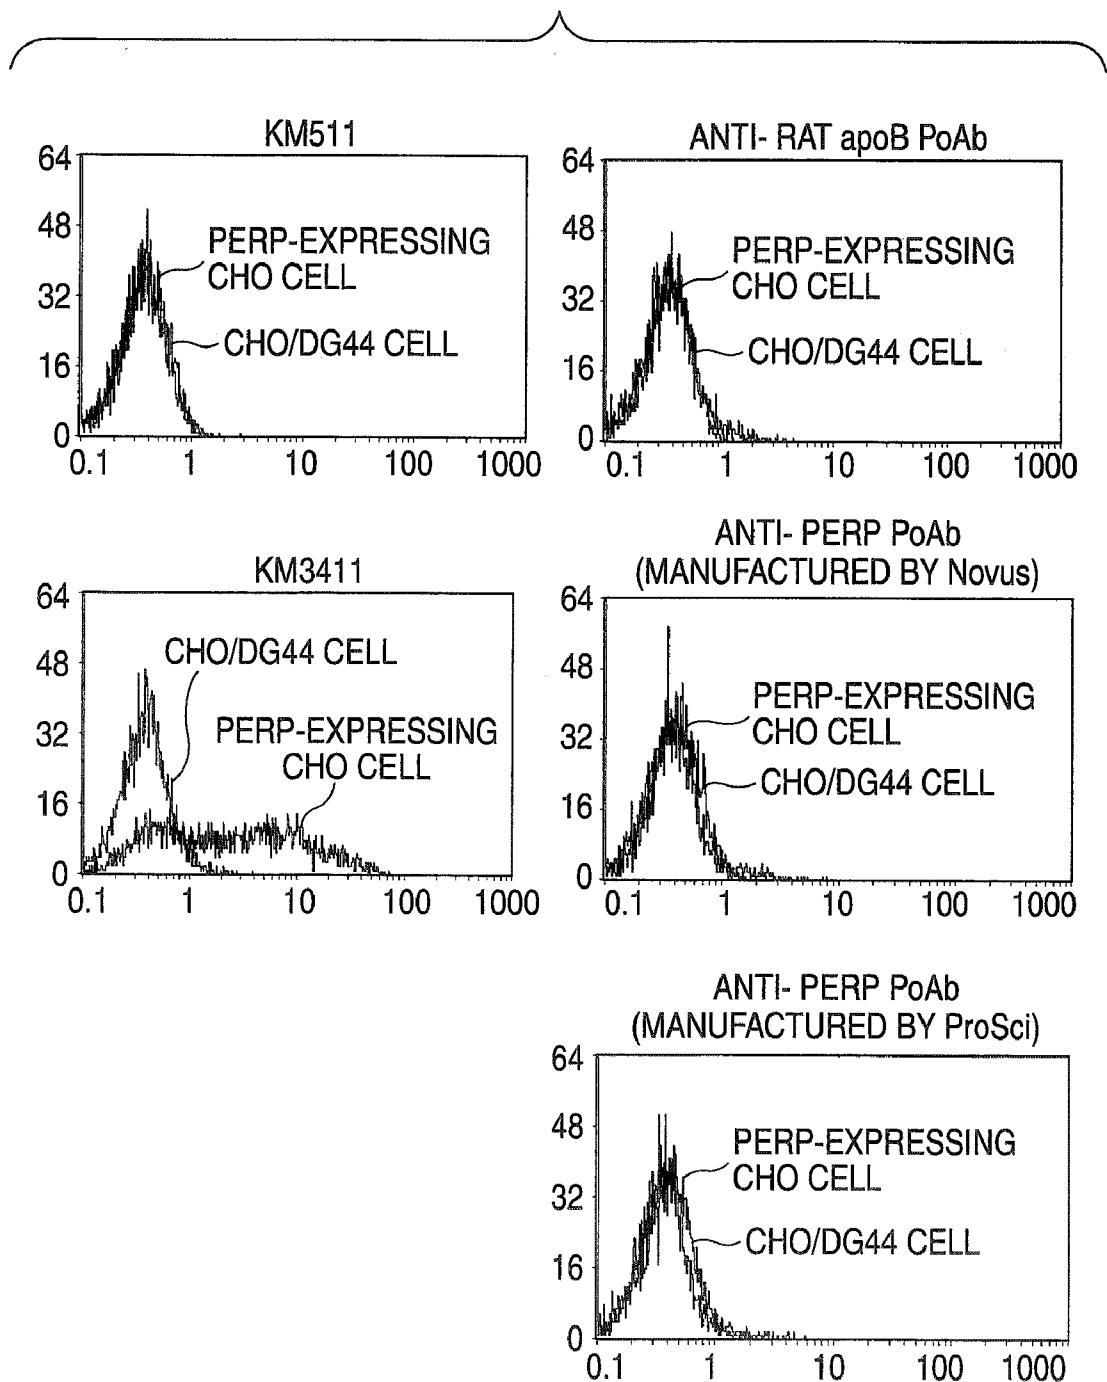 KM511
64
48
32
16
0
PERP-EXPRESSING
CHO CELL
CHO/DG44 CELL
0.1 1 10 100 1000
ANTI- RAT apoB PoAb
64
48
32
16
0
PERP-EXPRESSING
CHO CELL
CHO/DG44 CELL
0.1 1 10 100 1000
KM3411
64
48
32
16
0
CHO/DG44 CELL
PERP-EXPRESSING
CHO CELL
0.1 1 10 100 1000
ANTI- PERP PoAb
(MANUFACTURED BY Novus)
64
48
32
16
0
PERP-EXPRESSING
CHO CELL
CHO/DG44 CELL
0.1 1 10 100 1000
ANTI- PERP PoAb
(MANUFACTURED BY ProSci)
64
48
32
16
0
PERP-EXPRESSING
CHO CELL
CHO/DG44 CELL
0.1 1 10 100 1000